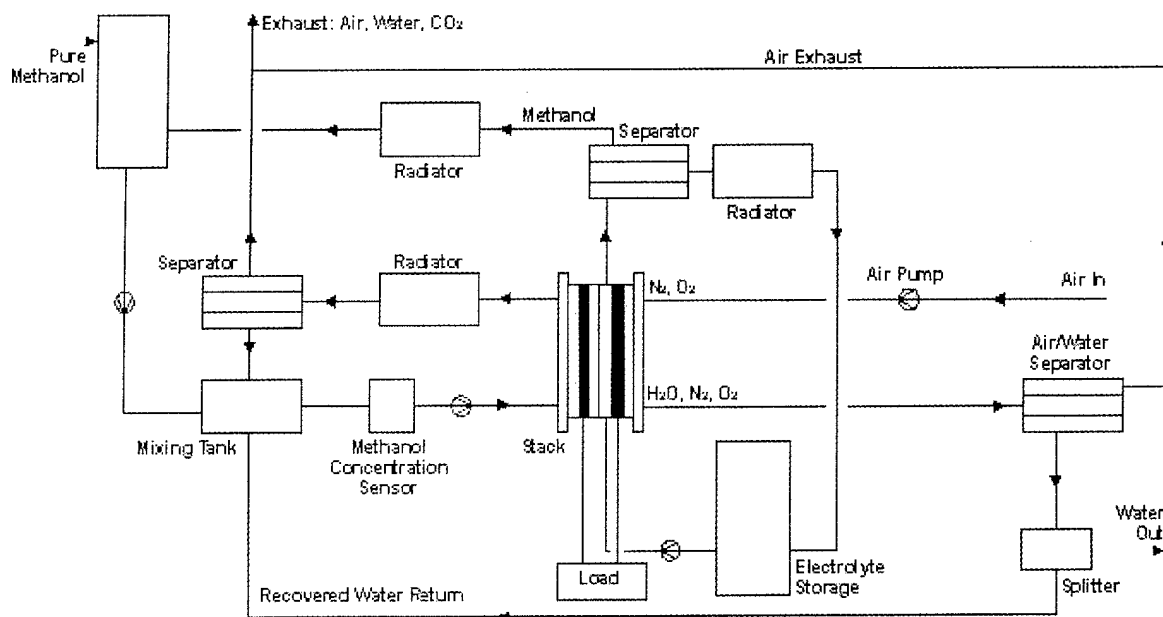 Exhaust: Air, Water, CO₂
Pure
Methanol
Air Exhaust
Methanol
Separator
Radiator
Radiator
Separator
Radiator
N₂, O₂
Air Pump
Air In
Air/Water
Separator
H₂O, N₂, O₂
Mixing Tank
Methanol
Concentration
Sensor
Stack
Water
Out
Load
Electrolyte
Storage
Splitter
Recovered Water Return